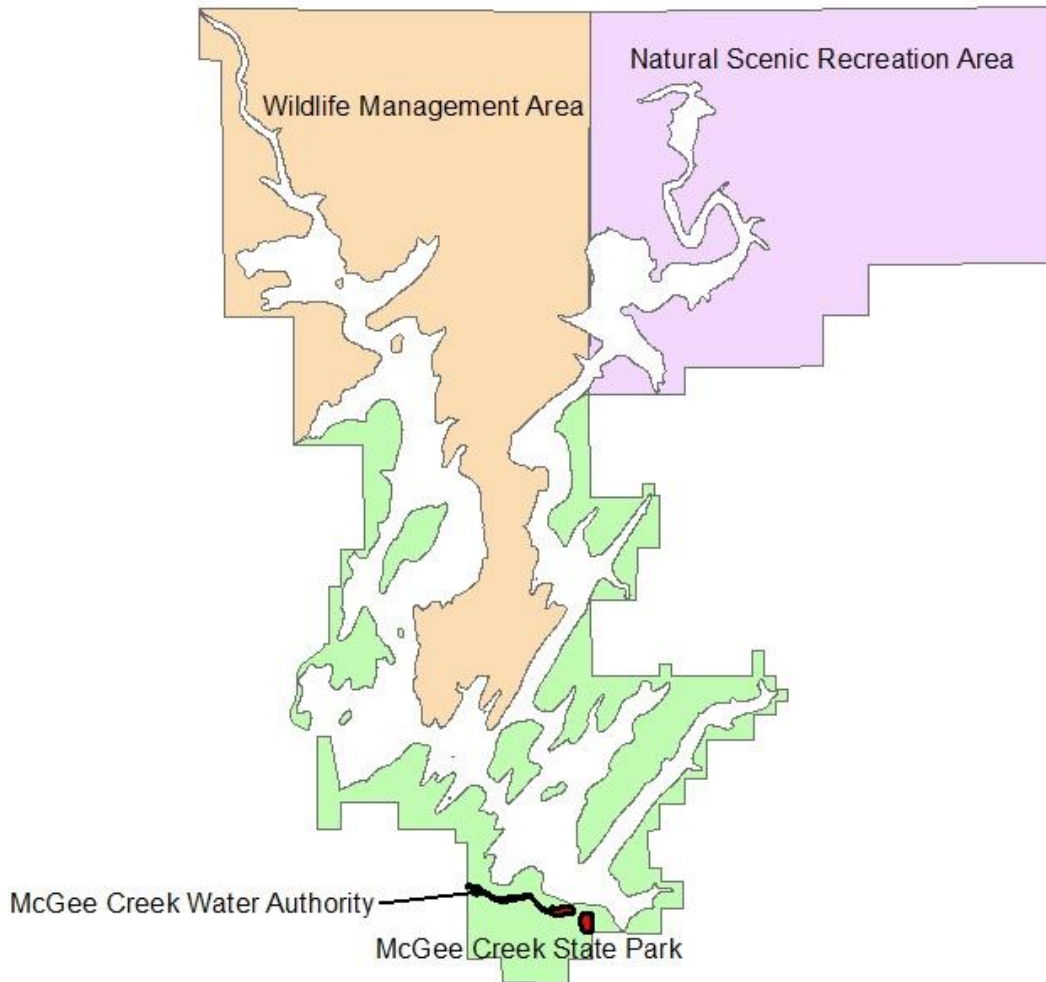 Natural Scenic Recreation Area
Wildlife Management Area
McGee Creek Water Authority
McGee Creek State Park